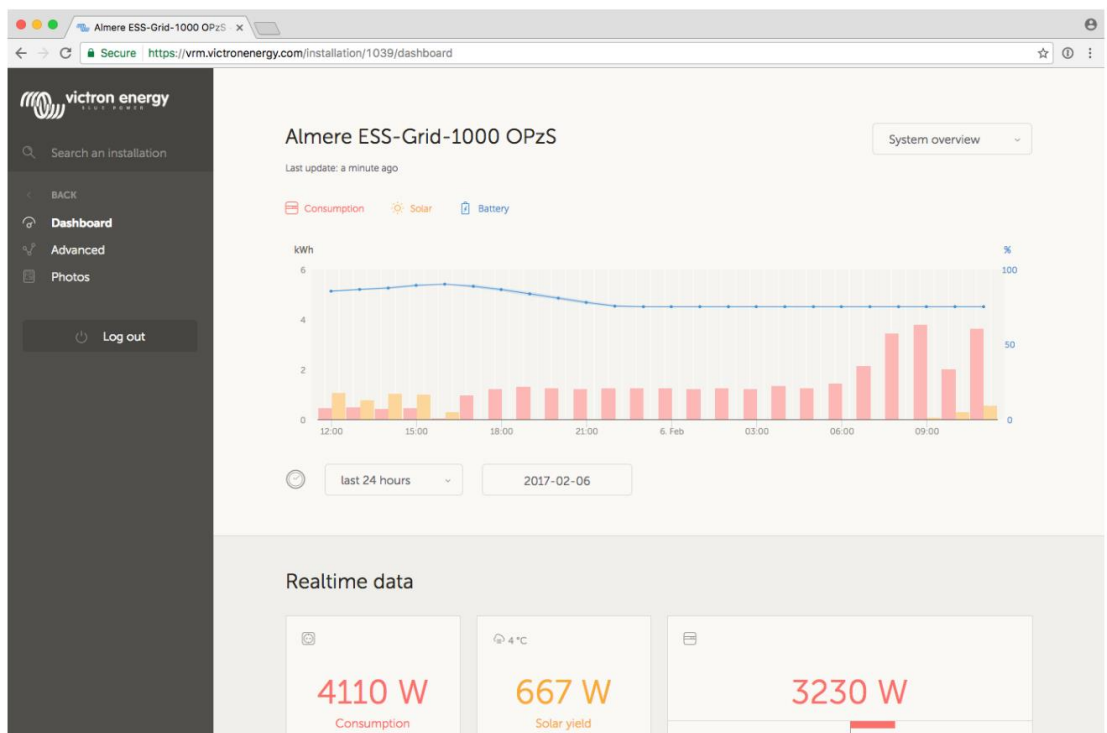 Almere ESS-Grid-1000 OPzS
Secure https://vrm.victronenergy.com/installation/1039/dashboard
victron energy
BLUE POWER
Search an installation
BACK
Dashboard
Advanced
Photos
Log out
Almere ESS-Grid-1000 OPzS
System overview
Last update: a minute ago
Consumption Solar Battery
kWh %
6 100
4
50
2
0 0
12:00 15:00 18:00 21:00 6. Feb 03:00 06:00 09:00
last 24 hours 2017-02-06
Realtime data
4 °C
4110 W 667 W 3230 W
Consumption Solar yield